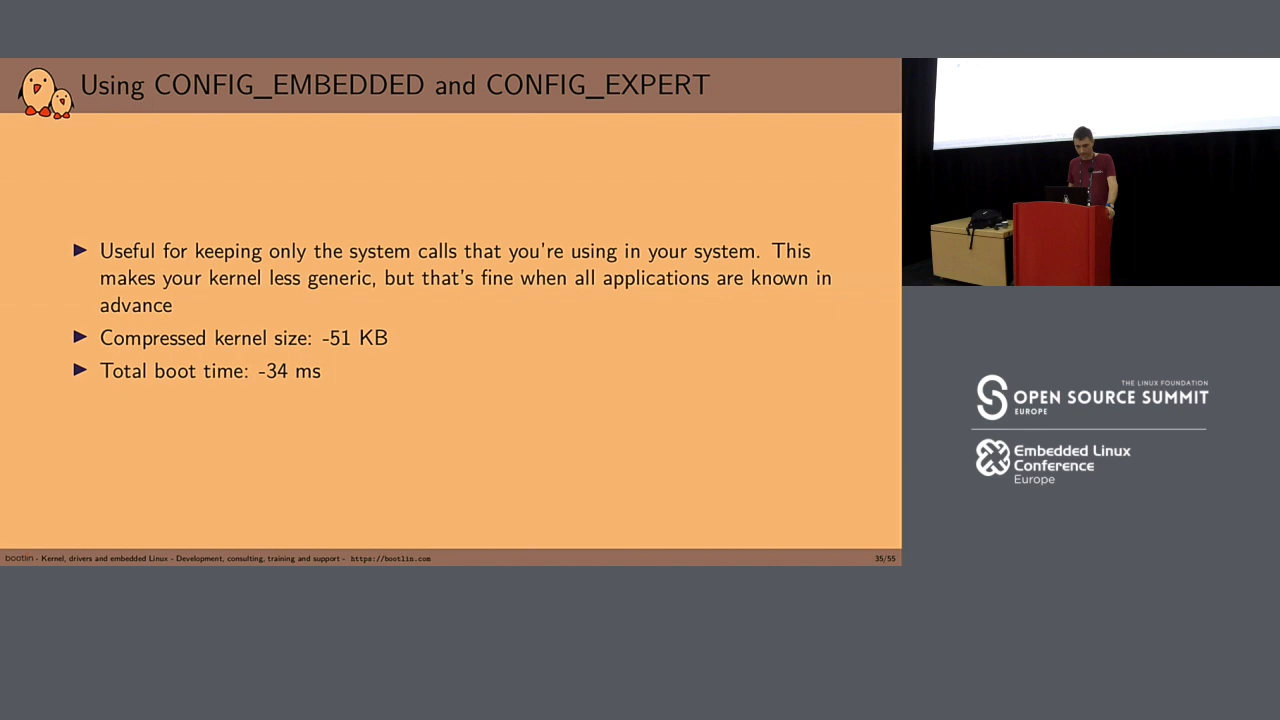 Using CONFIG_EMBEDDED and CONFIG_EXPERT
Useful for keeping only the system calls that you're using in your system. This
makes your kernel less generic, but that's fine when all applications are known in
advance
Compressed kernel size: -51 KB
Total boot time: -34 ms
bootlin - Kernel, drivers and embedded Linux - Development, consulting, training and support - https://bootlin.com
35/55
THE LINUX FOUNDATION
OPEN SOURCE SUMMIT
EUROPE
Embedded Linux
Conference
Europe